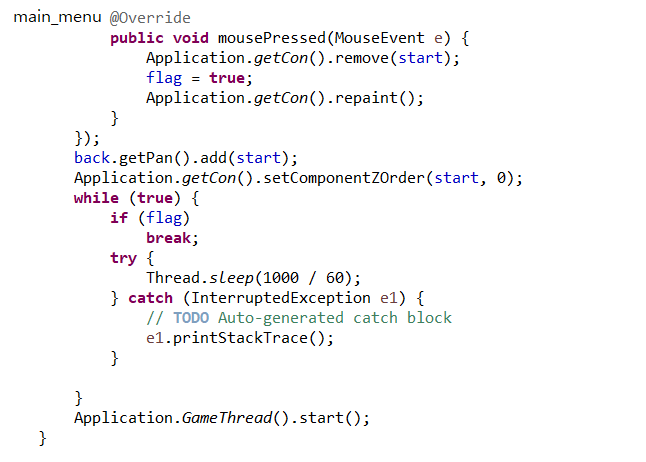 main_menu @Override
public void mousePressed(MouseEvent e) {
Application.getCon().remove(start);
flag = true;
Application.getCon().repaint();
}
});
back.getPan().add(start);
Application.getCon().setComponentZOrder(start, 0);
while (true) {
if (flag)
break;
try {
Thread.sleep(1000 / 60);
} catch (InterruptedException e1) {
// TODO Auto-generated catch block
e1.printStackTrace();
}
}
Application.GameThread().start();
}